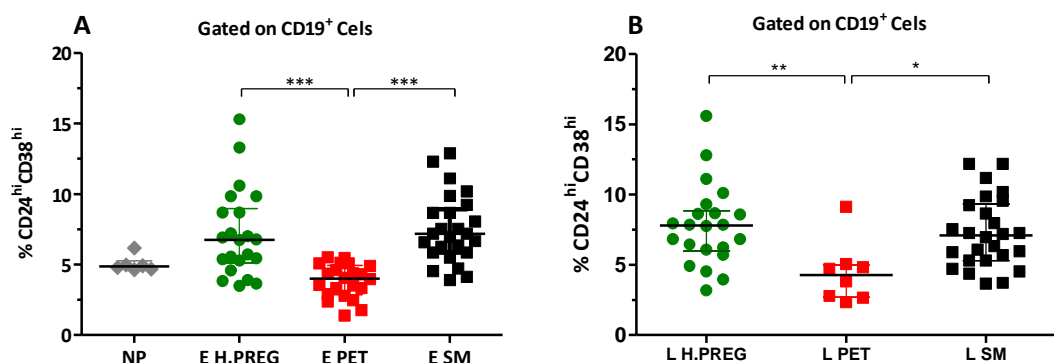 A
Gated on CD19+ Cels
% CD24hiCD38hi
20
15
10
5
0
*** ***
NP E H.PREG E PET E SM
B
Gated on CD19+ Cels
% CD24hiCD38hi
20
15
10
5
0
** *
L H.PREG L PET L SM